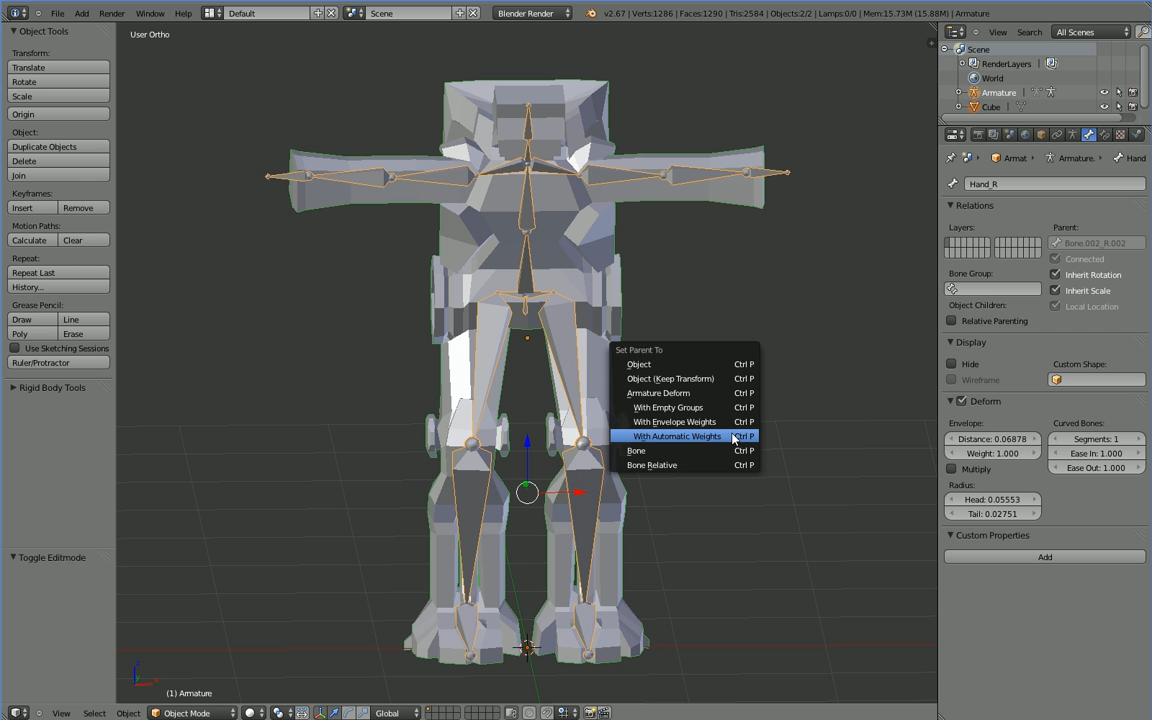 File Add Render Window Help Default Scene Blender Render v2.67 | Verts:1286 | Faces:1290 | Tris:2584 | Objects:2/2 | Lamps:0/0 | Mem:15.73M (15.88M) | Armature
Object Tools
Transform:
Translate
Rotate
Scale
Origin
Object:
Duplicate Objects
Delete
Join
Keyframes:
Insert Remove
Motion Paths:
Calculate Clear
Repeat:
Repeat Last
History...
Grease Pencil:
Draw Line
Poly Erase
Use Sketching Sessions
Ruler/Protractor
Rigid Body Tools
Toggle Editmode
User Ortho
Set Parent To
Object Ctrl P
Object (Keep Transform) Ctrl P
Armature Deform Ctrl P
With Empty Groups Ctrl P
With Envelope Weights Ctrl P
With Automatic Weights Ctrl P
Bone Ctrl P
Bone Relative Ctrl P
(1) Armature
View Select Object Object Mode Global
View Search All Scenes
Scene
RenderLayers
World
Armature
Cube
Armat Armature. Hand
Hand_R
Relations
Layers: Parent:
Bone.002_R.002
Connected
Bone Group: Inherit Rotation
Inherit Scale
Object Children: Local Location
Relative Parenting
Display
Hide Custom Shape:
Wireframe
Deform
Envelope: Curved Bones:
Distance: 0.06878 Segments: 1
Weight: 1.000 Ease In: 1.000
Multiply Ease Out: 1.000
Radius:
Head: 0.05553
Tail: 0.02751
Custom Properties
Add